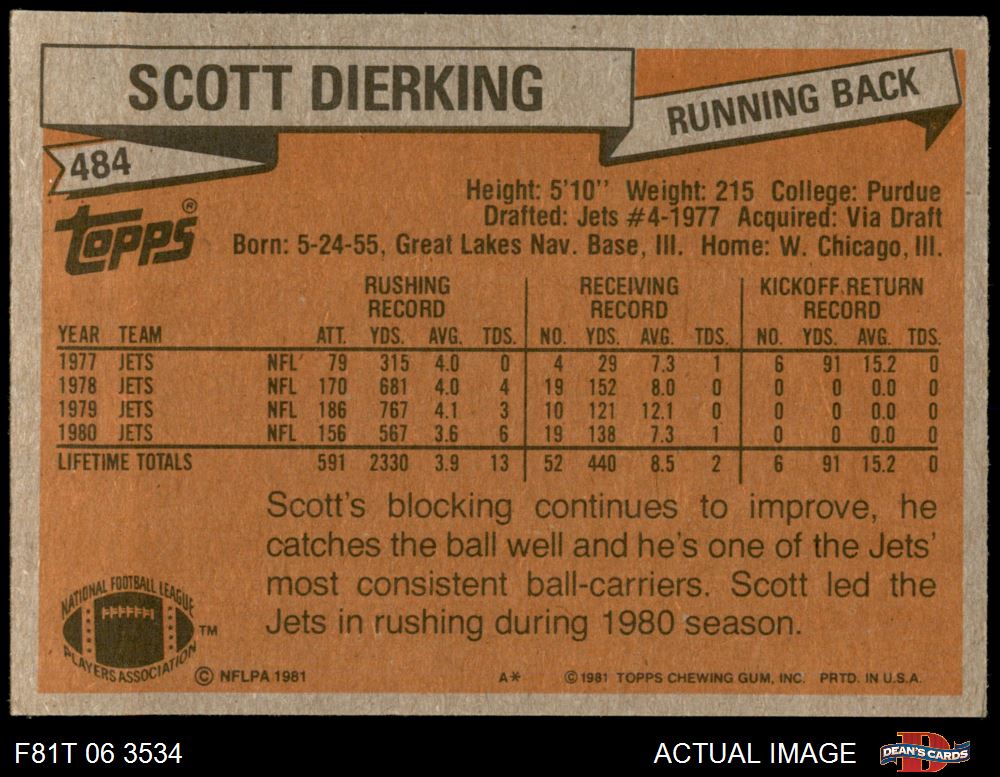 SCOTT DIERKING
RUNNING BACK
484
topps®
Height: 5'10'' Weight: 215 College: Purdue
Drafted: Jets #4-1977 Acquired: Via Draft
Born: 5-24-55, Great Lakes Nav. Base, Ill. Home: W. Chicago, Ill.
RUSHING RECORD RECEIVING RECORD KICKOFF RETURN RECORD
YEAR TEAM ATT. YDS. AVG. TDS. NO. YDS. AVG. TDS. NO. YDS. AVG. TDS.
1977 JETS NFL 79 315 4.0 0 4 29 7.3 1 6 91 15.2 0
1978 JETS NFL 170 681 4.0 4 19 152 8.0 0 0 0 0.0 0
1979 JETS NFL 186 767 4.1 3 10 121 12.1 0 0 0 0.0 0
1980 JETS NFL 156 567 3.6 6 19 138 7.3 1 0 0 0.0 0
LIFETIME TOTALS 591 2330 3.9 13 52 440 8.5 2 6 91 15.2 0
Scott's blocking continues to improve, he
catches the ball well and he's one of the Jets'
most consistent ball-carriers. Scott led the
Jets in rushing during 1980 season.
NATIONAL FOOTBALL LEAGUE
PLAYERS ASSOCIATION
TM
© NFLPA 1981 A* © 1981 TOPPS CHEWING GUM, INC. PRTD. IN U.S.A.
F81T 06 3534 ACTUAL IMAGE DEAN'S CARDS